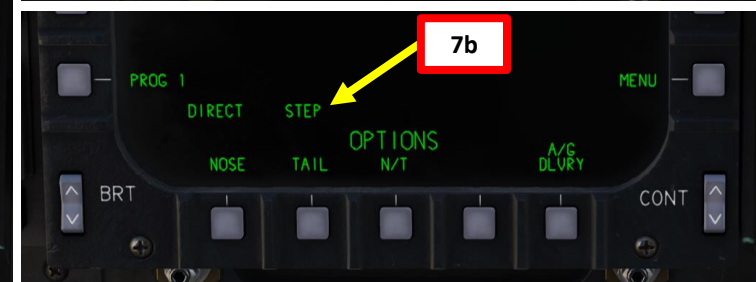 7b
PROG 1
MENU
DIRECT STEP
OPTIONS
NOSE TAIL N/T A/G DLVRY
BRT CONT